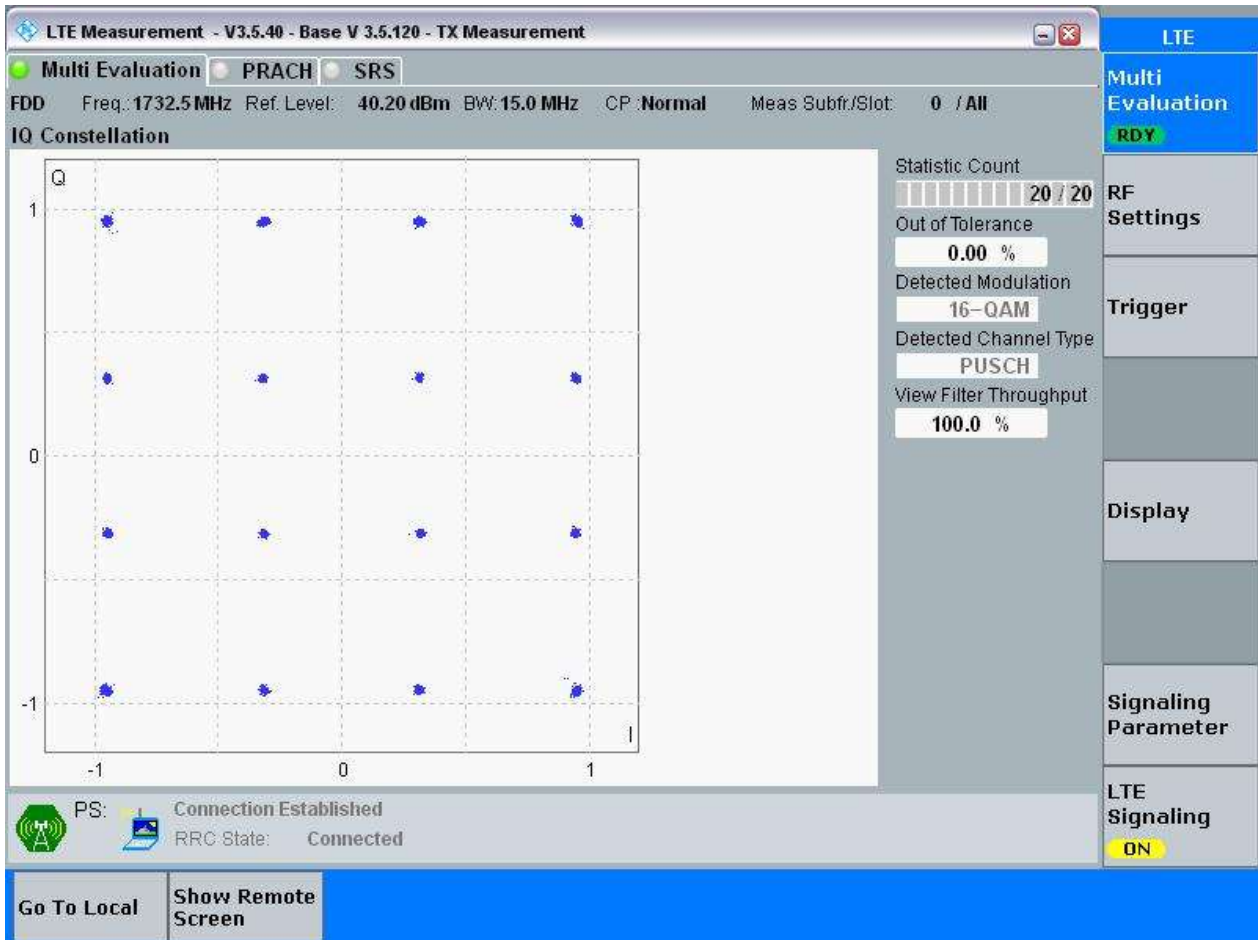 LTE Measurement - V3.5.40 - Base V 3.5.120 - TX Measurement
LTE
Multi Evaluation PRACH SRS
Multi
Evaluation
RDY
FDD Freq.:1732.5 MHz Ref. Level: 40.20 dBm BW:15.0 MHz CP :Normal Meas Subfr./Slot: 0 / All
IQ Constellation
Q
1
0
-1
I
-1 0 1
Statistic Count
20 / 20
Out of Tolerance
0.00 %
Detected Modulation
16-QAM
Detected Channel Type
PUSCH
View Filter Throughput
100.0 %
RF
Settings
Trigger
Display
Signaling
Parameter
LTE
Signaling
ON
PS: Connection Established
RRC State: Connected
Go To Local
Show Remote
Screen